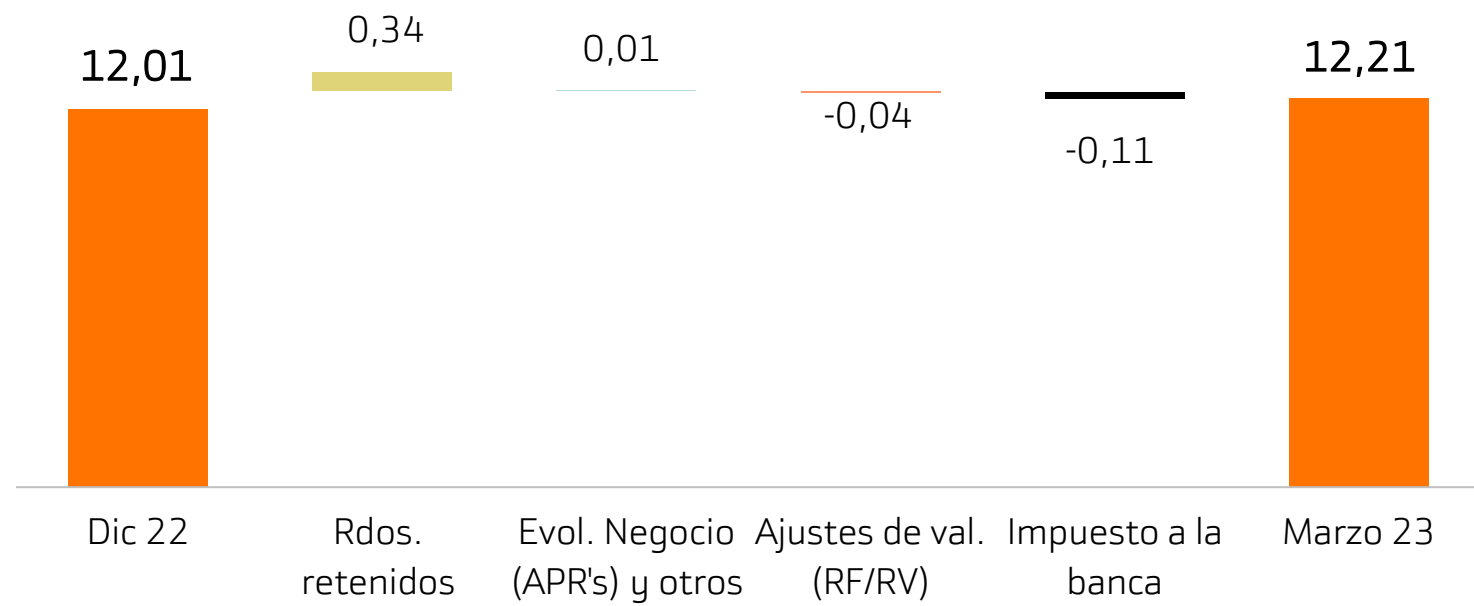 12,01
0,34
0,01
-0,04
-0,11
12,21
Dic 22
Rdos.
retenidos
Evol. Negocio
(APR's) y otros
Ajustes de val.
(RF/RV)
Impuesto a la
banca
Marzo 23